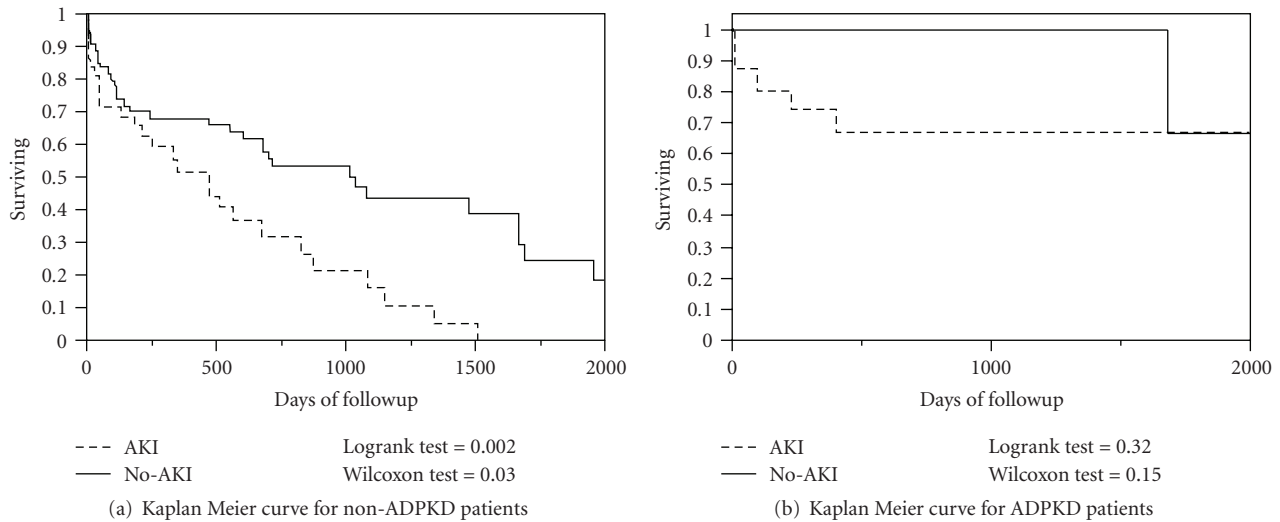 1
0.9
0.8
0.7
0.6
0.5
0.4
0.3
0.2
0.1
0
Surviving
0 500 1000 1500 2000
Days of followup
AKI Logrank test = 0.002
No-AKI Wilcoxon test = 0.03
(a) Kaplan Meier curve for non-ADPKD patients
1
0.9
0.8
0.7
0.6
0.5
0.4
0.3
0.2
0.1
0
Surviving
0 1000 2000
Days of followup
AKI Logrank test = 0.32
No-AKI Wilcoxon test = 0.15
(b) Kaplan Meier curve for ADPKD patients